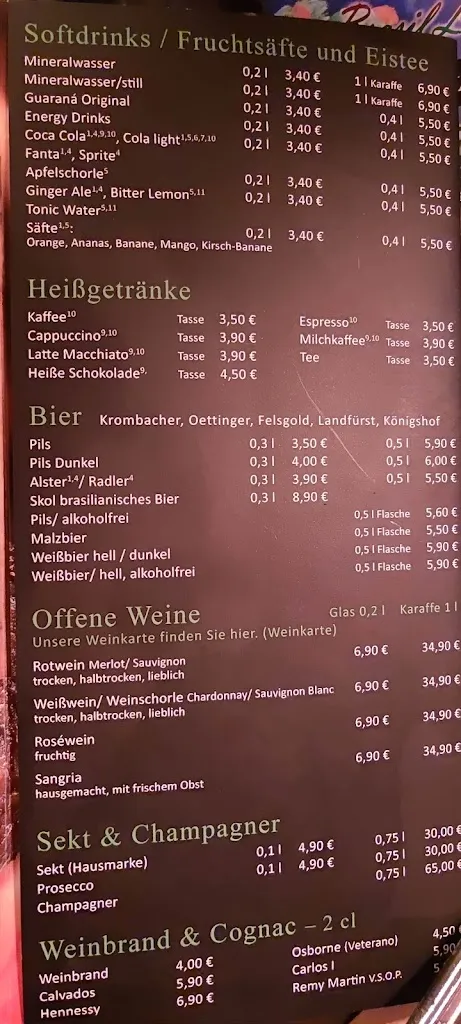 Softdrinks / Fruchtsäfte und Eistee
Mineralwasser 0,2 l 3,40 € 1 l Karaffe 6,90 €
Mineralwasser/still 0,2 l 3,40 € 1 l Karaffe 6,90 €
Guaraná Original 0,2 l 3,40 € 0,4 l 5,50 €
Energy Drinks 0,2 l 3,40 € 0,4 l 5,50 €
Coca Cola1,4,9,10, Cola light1,5,6,7,10 0,2 l 3,40 € 0,4 l 5,50 €
Fanta1,4, Sprite4
Apfelschorle5 0,2 l 3,40 € 0,4 l 5,50 €
Ginger Ale1,4, Bitter Lemon5,11 0,2 l 3,40 € 0,4 l 5,50 €
Tonic Water5,11
Säfte1,5: 0,2 l 3,40 € 0,4 l 5,50 €
Orange, Ananas, Banane, Mango, Kirsch-Banane
Heißgetränke
Kaffee10 Tasse 3,50 € Espresso10 Tasse 3,50 €
Cappuccino9,10 Tasse 3,90 € Milchkaffee9,10 Tasse 3,90 €
Latte Macchiato9,10 Tasse 3,90 € Tee Tasse 3,50 €
Heiße Schokolade9, Tasse 4,50 €
Bier Krombacher, Oettinger, Felsgold, Landfürst, Königshof
Pils 0,3 l 3,50 € 0,5 l 5,90 €
Pils Dunkel 0,3 l 4,00 € 0,5 l 6,00 €
Alster1,4/ Radler4 0,3 l 3,90 € 0,5 l 5,50 €
Skol brasilianisches Bier 0,3 l 8,90 €
Pils/ alkoholfrei 0,5 l Flasche 5,60 €
Malzbier 0,5 l Flasche 5,50 €
Weißbier hell / dunkel 0,5 l Flasche 5,90 €
Weißbier/ hell, alkoholfrei 0,5 l Flasche 5,90 €
Offene Weine Glas 0,2 l Karaffe 1 l
Unsere Weinkarte finden Sie hier. (Weinkarte)
Rotwein Merlot/ Sauvignon 6,90 € 34,90 €
trocken, halbtrocken, lieblich
Weißwein/ Weinschorle Chardonnay/ Sauvignon Blanc 6,90 € 34,90 €
trocken, halbtrocken, lieblich
Roséwein 6,90 € 34,90 €
fruchtig
Sangria 6,90 € 34,90 €
hausgemacht, mit frischem Obst
Sekt & Champagner
Sekt (Hausmarke) 0,1 l 4,90 € 0,75 l 30,00 €
Prosecco 0,1 l 4,90 € 0,75 l 30,00 €
Champagner 0,75 l 65,00 €
Weinbrand & Cognac – 2 cl
Weinbrand 4,00 € Osborne (Veterano) 4,50
Calvados 5,90 € Carlos I 5,90
Hennessy 6,90 € Remy Martin V.S.O.P.